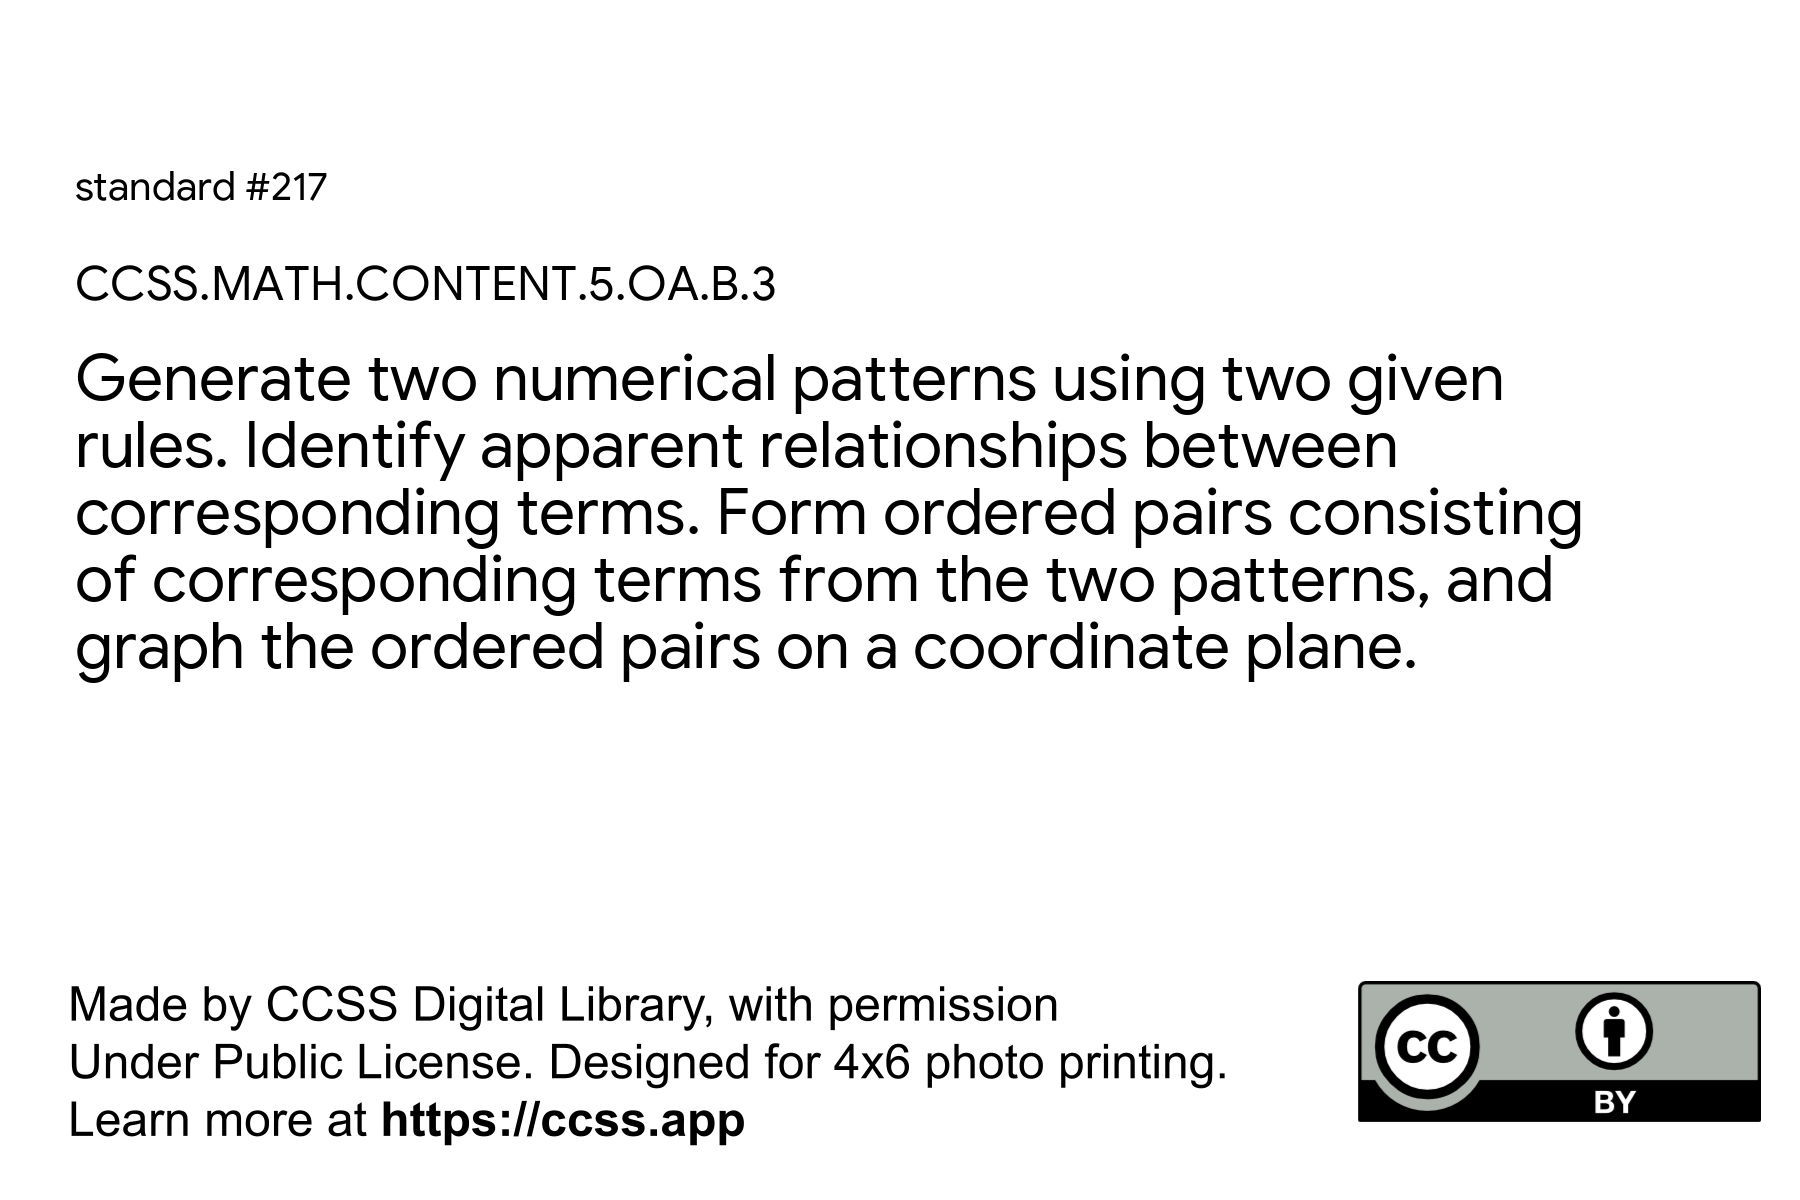 standard #217
CCSS.MATH.CONTENT.5.OA.B.3
Generate two numerical patterns using two given
rules. Identify apparent relationships between
corresponding terms. Form ordered pairs consisting
of corresponding terms from the two patterns, and
graph the ordered pairs on a coordinate plane.
Made by CCSS Digital Library, with permission
Under Public License. Designed for 4x6 photo printing.
Learn more at https://ccss.app
CC
BY